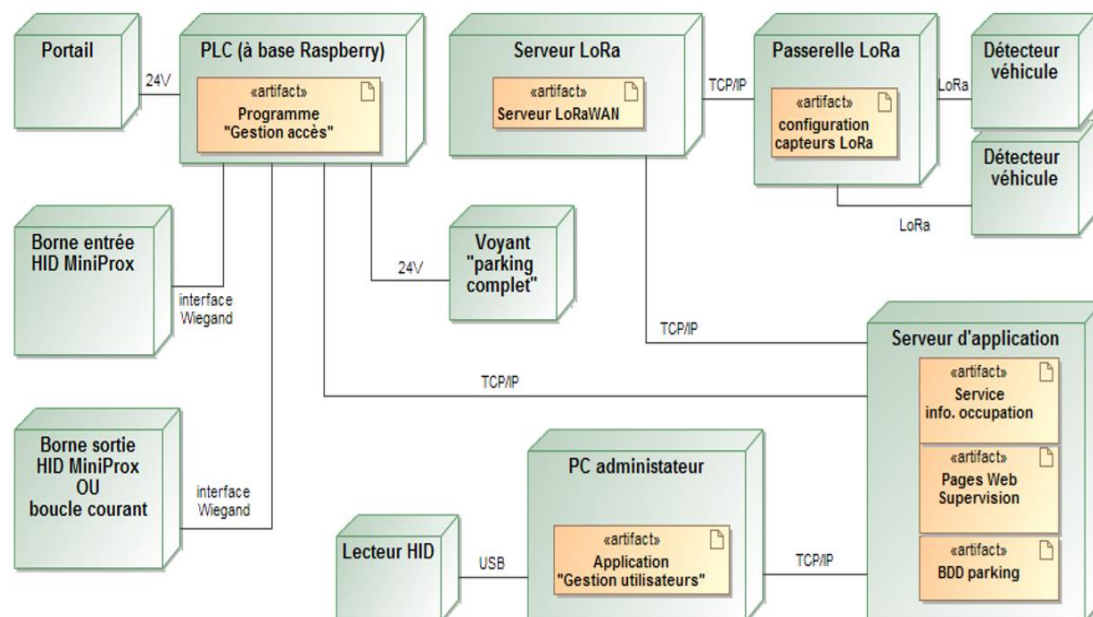 Portail
24V
PLC (à base Raspberry)
«artifact»
Programme
"Gestion accès"
Serveur LoRa
«artifact»
Serveur LoRaWAN
TCP/IP
Passerelle LoRa
«artifact»
configuration
capteurs LoRa
LoRa
Détecteur
véhicule
Détecteur
véhicule
LoRa
Borne entrée
HID MiniProx
interface
Wiegand
24V
Voyant
"parking
complet"
TCP/IP
TCP/IP
Serveur d'application
«artifact»
Service
info. occupation
«artifact»
Pages Web
Supervision
«artifact»
BDD parking
Borne sortie
HID MiniProx
OU
boucle courant
interface
Wiegand
Lecteur HID
USB
PC administateur
«artifact»
Application
"Gestion utilisateurs"
TCP/IP